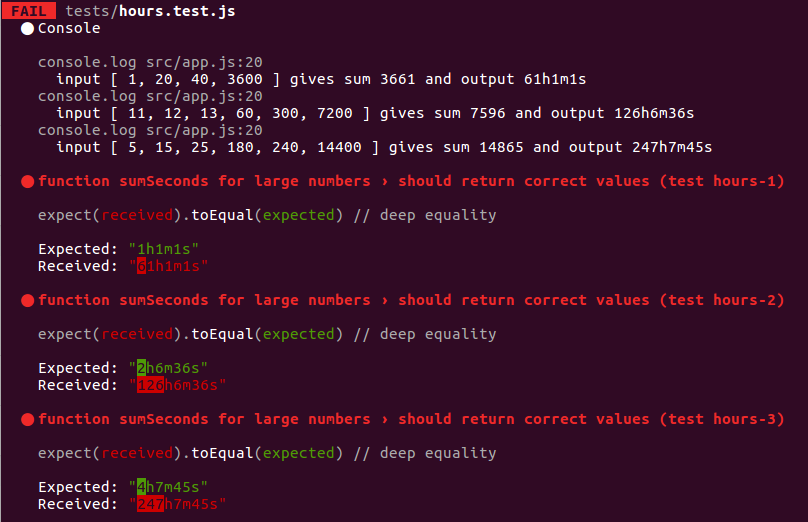 FAIL tests/hours.test.js
● Console
console.log src/app.js:20
input [ 1, 20, 40, 3600 ] gives sum 3661 and output 61h1m1s
console.log src/app.js:20
input [ 11, 12, 13, 60, 300, 7200 ] gives sum 7596 and output 126h6m36s
console.log src/app.js:20
input [ 5, 15, 25, 180, 240, 14400 ] gives sum 14865 and output 247h7m45s
● function sumSeconds for large numbers › should return correct values (test hours-1)
expect(received).toEqual(expected) // deep equality
Expected: "1h1m1s"
Received: "61h1m1s"
● function sumSeconds for large numbers › should return correct values (test hours-2)
expect(received).toEqual(expected) // deep equality
Expected: "2h6m36s"
Received: "126h6m36s"
● function sumSeconds for large numbers › should return correct values (test hours-3)
expect(received).toEqual(expected) // deep equality
Expected: "4h7m45s"
Received: "247h7m45s"